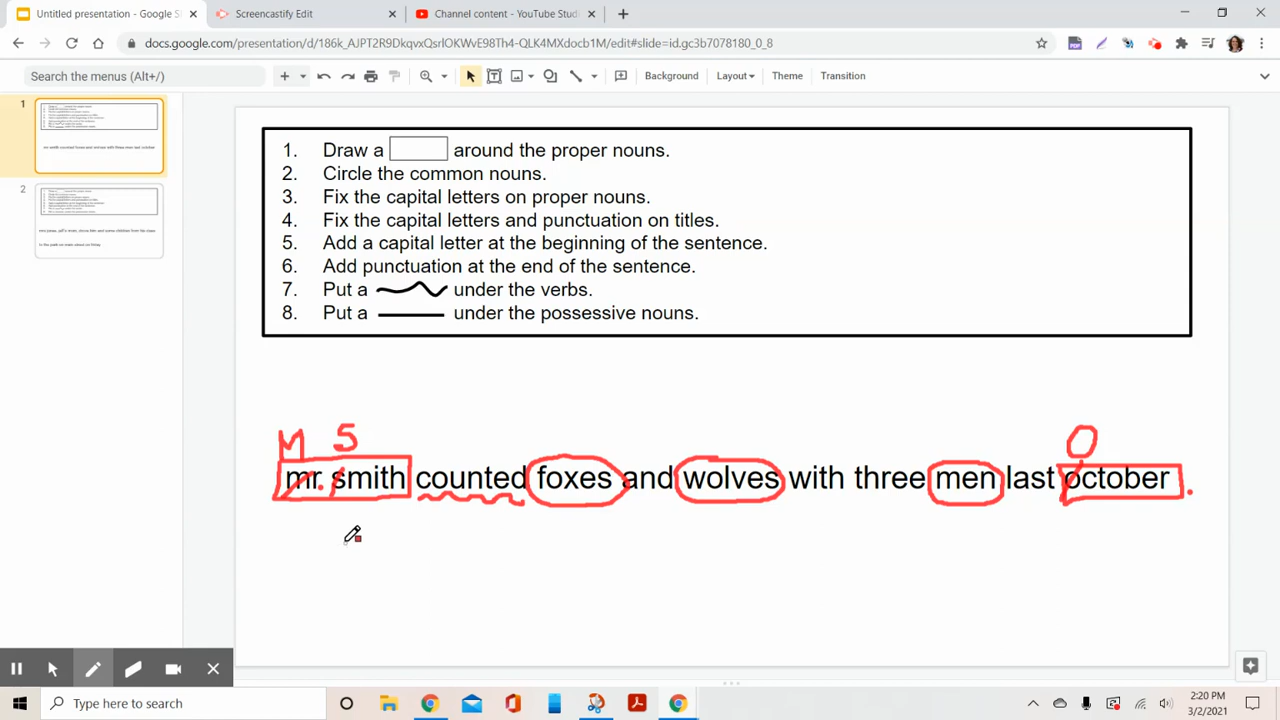 Untitled presentation - Google S
Screencastify Edit
Channel content - YouTube Studi
docs.google.com/presentation/d/186k_AJPT2R9DkqvxQsrlOKWvE98Th4-QLK4MXdocb1M/edit#slide=id.gc3b7078180_0_8
Search the menus (Alt+/)
Background
Layout
Theme
Transition
1
2
1. Draw a around the proper nouns.
2. Circle the common nouns.
3. Fix the capital letters on proper nouns.
4. Fix the capital letters and punctuation on titles.
5. Add a capital letter at the beginning of the sentence.
6. Add punctuation at the end of the sentence.
7. Put a under the verbs.
8. Put a under the possessive nouns.
M S O
mr. smith counted foxes and wolves with three men last october.
Type here to search
2:20 PM
3/2/2021